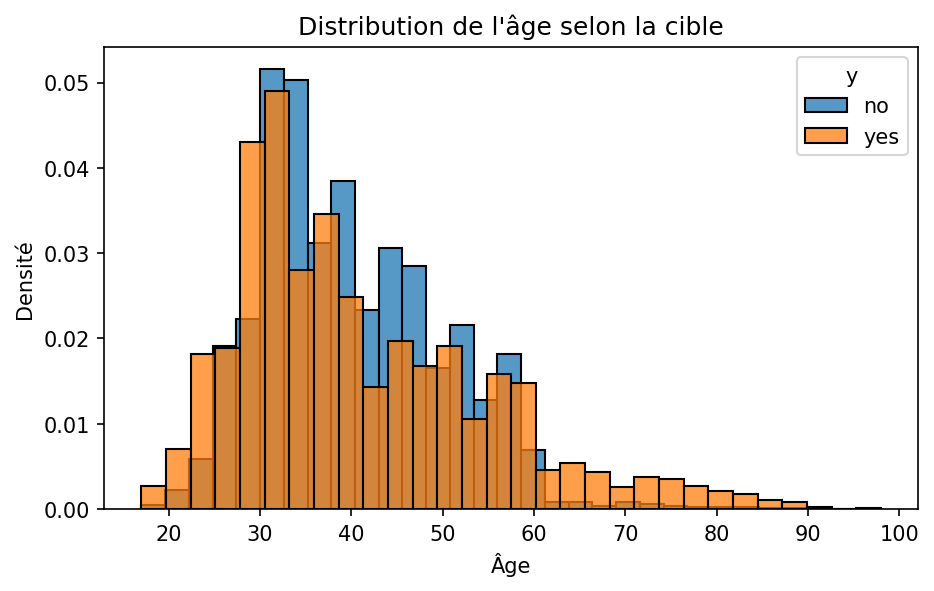 Distribution de l'âge selon la cible
y
no
yes
Densité
0.05
0.04
0.03
0.02
0.01
0.00
20 30 40 50 60 70 80 90 100
Âge